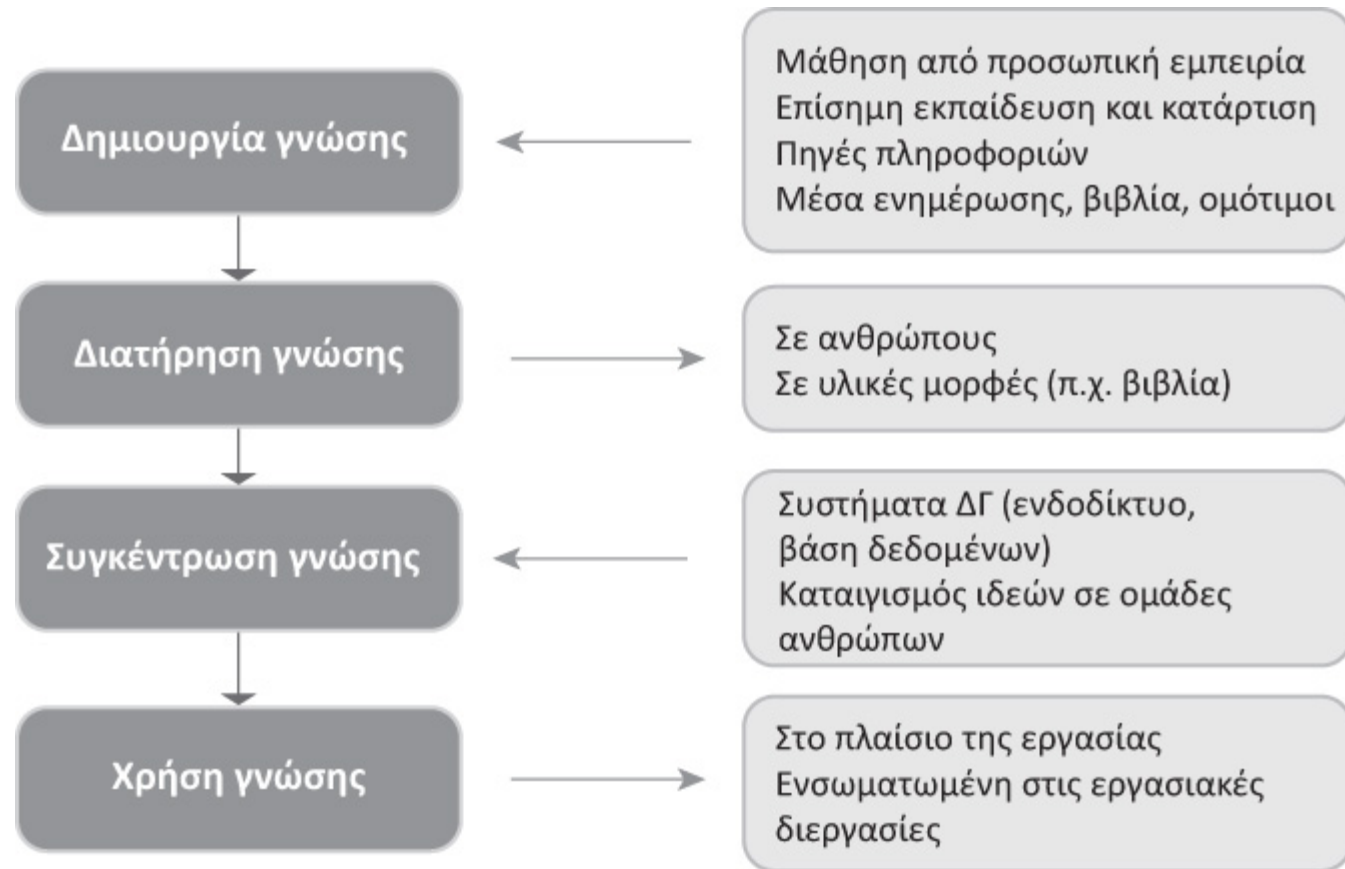 Δημιουργία γνώσης
Μάθηση από προσωπική εμπειρία
Επίσημη εκπαίδευση και κατάρτιση
Πηγές πληροφοριών
Μέσα ενημέρωσης, βιβλία, ομότιμοι
Διατήρηση γνώσης
Σε ανθρώπους
Σε υλικές μορφές (π.χ. βιβλία)
Συγκέντρωση γνώσης
Συστήματα ΔΓ (ενδοδίκτυο,
βάση δεδομένων)
Καταιγισμός ιδεών σε ομάδες
ανθρώπων
Χρήση γνώσης
Στο πλαίσιο της εργασίας
Ενσωματωμένη στις εργασιακές
διεργασίες